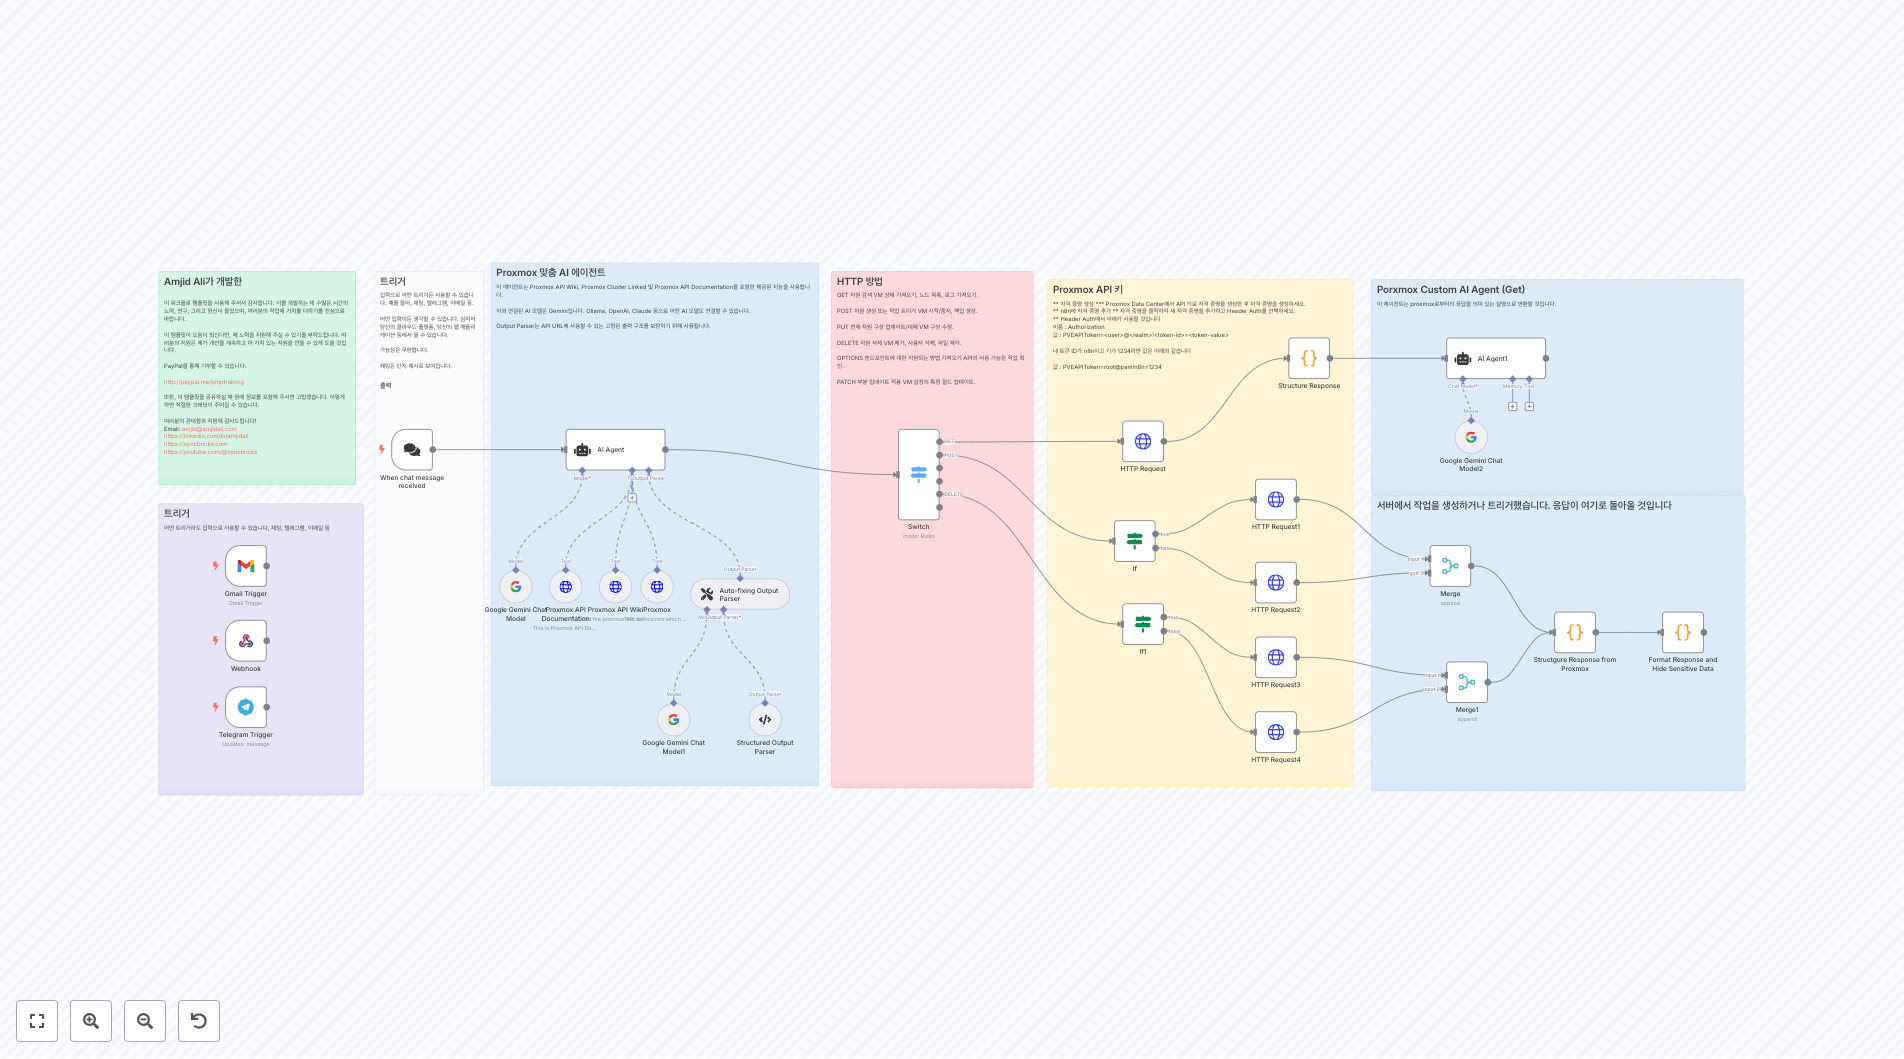 Amjid Ali가 개발한
이 워크플로 템플릿을 사용해 주셔서 감사합니다. 이를 개발하는 데 수많은 시간의
노력, 연구, 그리고 헌신이 들었으며, 여러분의 작업에 가치를 더하기를 진심으로
바랍니다.
이 템플릿이 도움이 되신다면, 제 노력을 지원해 주실 수 있기를 부탁드립니다. 여
러분의 지원은 제가 개선을 계속하고 더 가치 있는 자원을 만들 수 있게 도울 것입
니다.
PayPal을 통해 기부할 수 있습니다:
http://paypal.me/pmptraining
또한, 이 템플릿을 공유하실 때 원래 정보를 포함해 주시면 고맙겠습니다. 이렇게
하면 적절한 크레딧이 주어질 수 있습니다.
여러분의 관대함과 지원에 감사드립니다!
Email: amjid@amjidali.com
https://linkedin.com/in/amjidali
https://syncbricks.com
https://youtube.com/@syncbricks
트리거
어떤 트리거라도 입력으로 사용할 수 있습니다, 채팅, 텔레그램, 이메일 등
Gmail Trigger
Gmail Trigger
Webhook
Telegram Trigger
Updates: message
트리거
입력으로 어떤 트리거든 사용할 수 있습니
다. 예를 들어, 채팅, 텔레그램, 이메일 등.
어떤 입력이든 생각할 수 있습니다. 심지어
당신의 클라우드 플랫폼, 당신의 웹 애플리
케이션 등에서 올 수 있습니다.
가능성은 무한합니다.
채팅은 단지 예시로 보여집니다.
출력
When chat message
received
Proxmox 맞춤 AI 에이전트
이 에이전트는 Proxmox API Wiki, Proxmox Cluster Linked 및 Proxmox API Documentation을 포함한 제공된 지능을 사용합니
다.
이와 연결된 AI 모델은 Gemini입니다. Ollama, OpenAI, Claude 등으로 어떤 AI 모델도 연결할 수 있습니다.
Output Parser는 API URL에 사용할 수 있는 고정된 출력 구조를 보장하기 위해 사용됩니다.
AI Agent
Model*
Output Parser
Model
Tool
Tool
Tool
Output Parser
Google Gemini Chat
Model
Proxmox API
Documentation
This is Proxmox API Do...
Proxmox API Wiki
Proxmox
Auto-fixing Output
Parser
Output Parser*
Model
Output Parser
Google Gemini Chat
Model1
Structured Output
Parser
HTTP 방법
GET 자원 검색 VM 상태 가져오기, 노드 목록, 로그 가져오기.
POST 자원 생성 또는 작업 트리거 VM 시작/중지, 백업 생성.
PUT 전체 자원 구성 업데이트/대체 VM 구성 수정.
DELETE 자원 삭제 VM 제거, 사용자 삭제, 파일 제거.
OPTIONS 엔드포인트에 대한 지원되는 방법 가져오기 API의 사용 가능한 작업 확
인.
PATCH 부분 업데이트 적용 VM 설정의 특정 필드 업데이트.
GET
POST
DELETE
Switch
mode: Rules
Proxmox API 키
** 자격 증명 생성 *** Proxmox Data Center에서 API 키로 자격 증명을 생성한 후 자격 증명을 생성하세요.
** n8n에 자격 증명 추가 ** 자격 증명을 클릭하여 새 자격 증명을 추가하고 Header Auth를 선택하세요.
** Header Auth에서 아래가 사용될 것입니다
이름 : Authorization
값 : PVEAPIToken=<user>@<realm>!<token-id>=<token-value>
내 토큰 ID가 n8n이고 키가 1234라면 값은 아래와 같습니다
값 : PVEAPIToken=root@pam!n8n=1234
Structure Response
HTTP Request
HTTP Request1
true
false
If
HTTP Request2
true
false
If1
HTTP Request3
HTTP Request4
Porxmox Custom AI Agent (Get)
이 에이전트는 proxmox로부터의 응답을 의미 있는 설명으로 변환할 것입니다.
AI Agent1
Chat Model*
Memory
Tool
Model
Google Gemini Chat
Model2
서버에서 작업을 생성하거나 트리거했습니다. 응답이 여기로 돌아올 것입니다
Input 1
Input 2
Merge
append
Input 1
Input 2
Merge1
append
Structgure Response from
Proxmox
Format Response and
Hide Sensitive Data